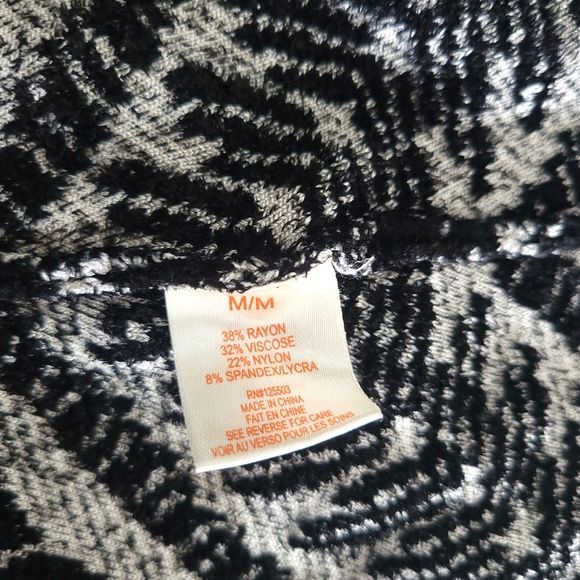 M/M
38% RAYON
32% VISCOSE
22% NYLON
8% SPANDEX/LYCRA
RN#125503
MADE IN CHINA
FAIT EN CHINE
SEE REVERSE FOR CARE
VOIR AU VERSO POUR LES SOINS